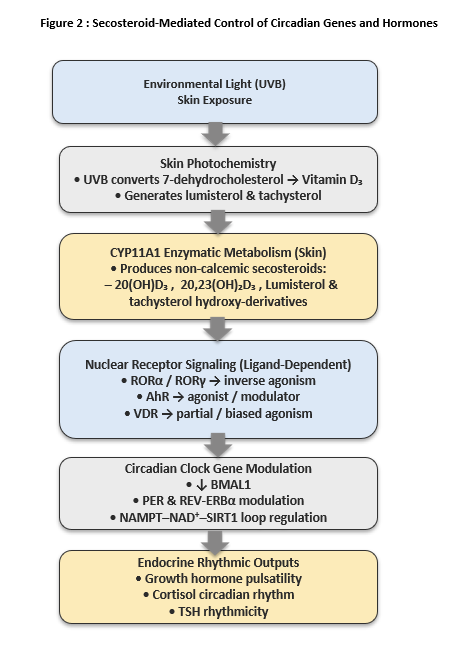 Figure 2 : Secosteroid-Mediated Control of Circadian Genes and Hormones
Environmental Light (UVB)
Skin Exposure
Skin Photochemistry
• UVB converts 7-dehydrocholesterol → Vitamin D₃
• Generates lumisterol & tachysterol
CYP11A1 Enzymatic Metabolism (Skin)
• Produces non-calcemic secosteroids:
– 20(OH)D₃ , 20,23(OH)₂D₃ , Lumisterol &
tachysterol hydroxy-derivatives
Nuclear Receptor Signaling (Ligand-Dependent)
• RORα / RORγ → inverse agonism
• AhR → agonist / modulator
• VDR → partial / biased agonism
Circadian Clock Gene Modulation
• ↓ BMAL1
• PER & REV-ERBα modulation
• NAMPT–NAD⁺–SIRT1 loop regulation
Endocrine Rhythmic Outputs
• Growth hormone pulsatility
• Cortisol circadian rhythm
• TSH rhythmicity